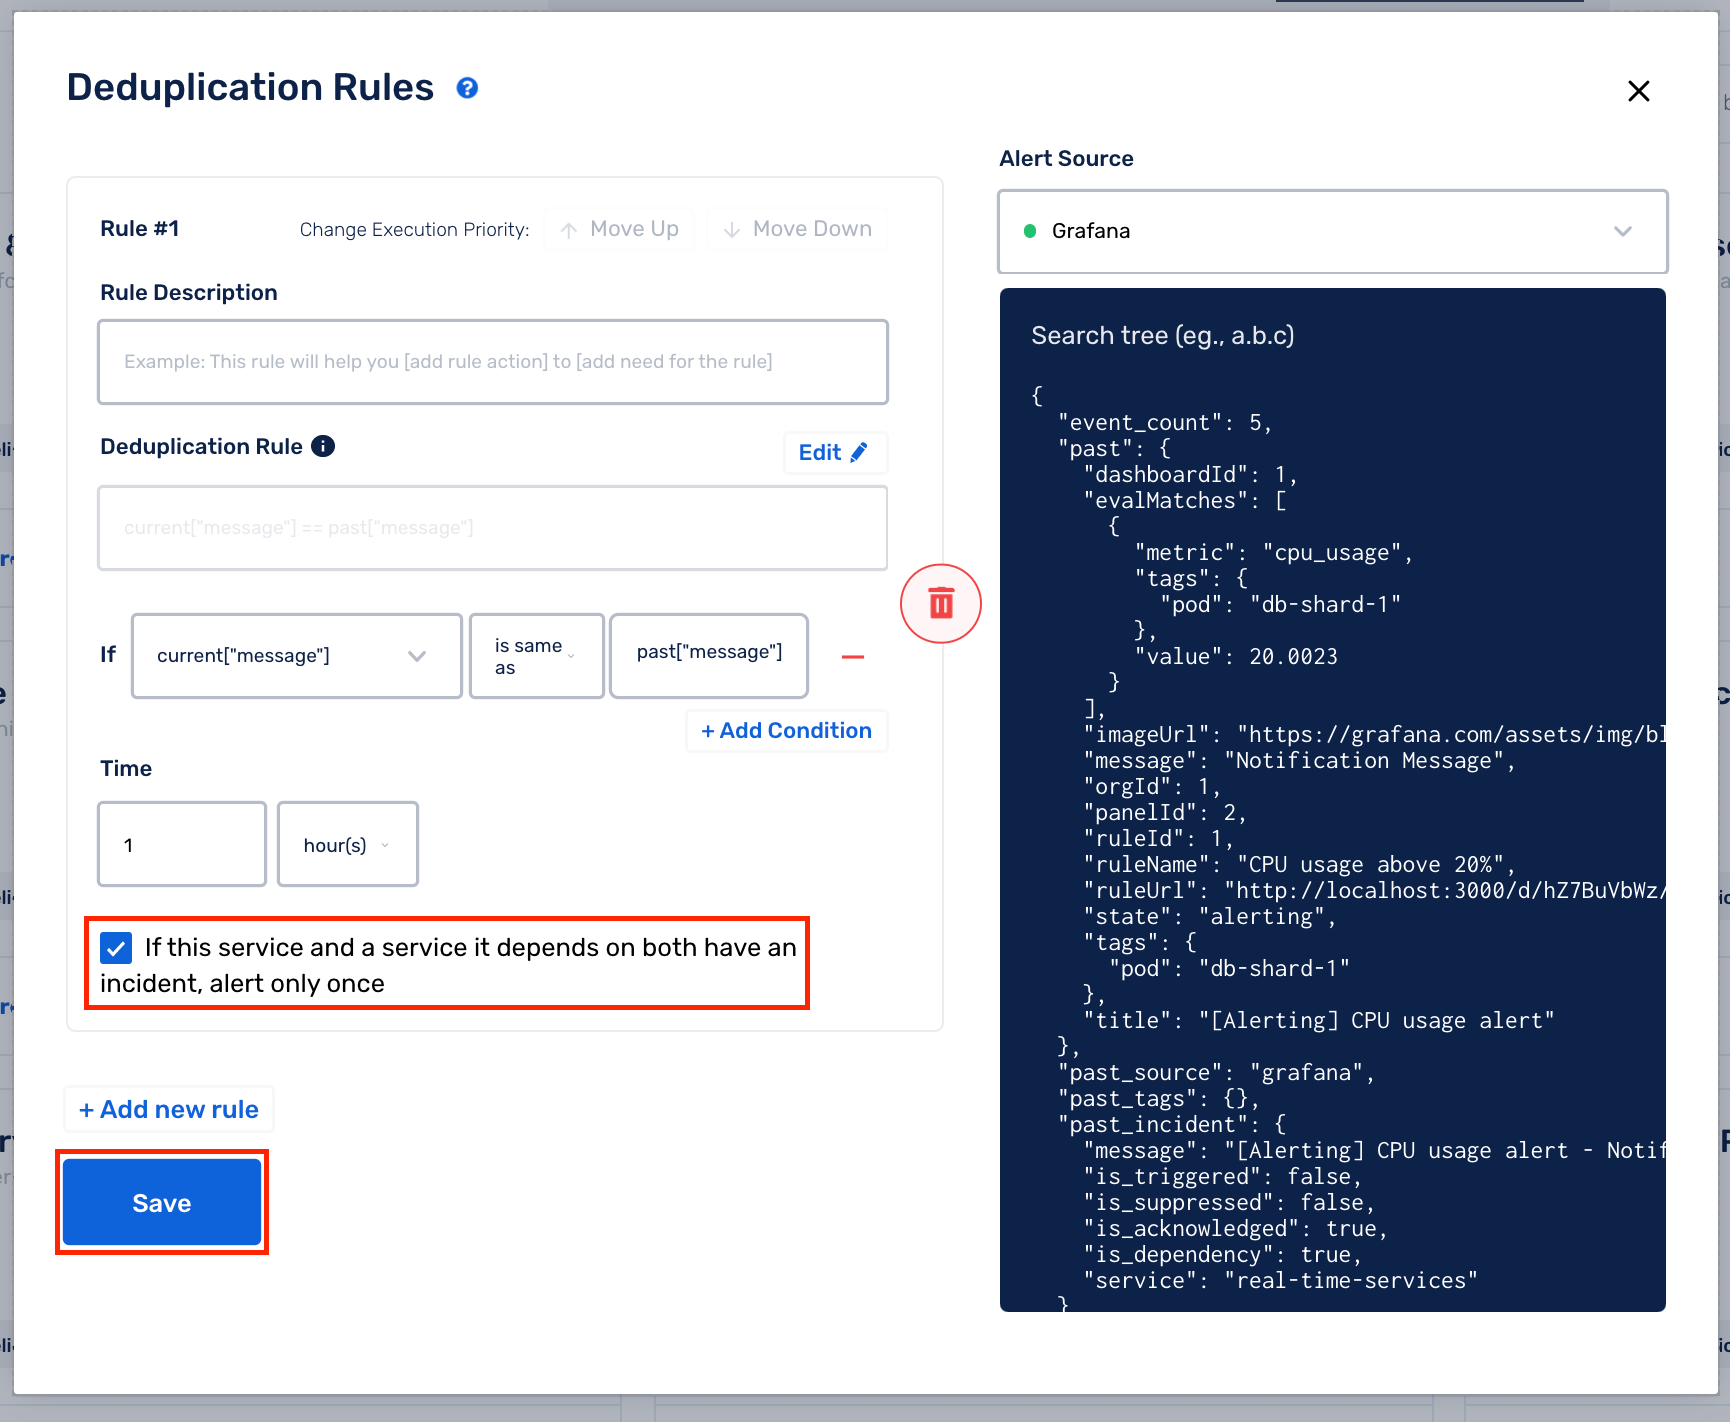 Deduplication Rules
Rule #1
Change Execution Priority:
Move Up
Move Down
Rule Description
Example: This rule will help you [add rule action] to [add need for the rule]
Deduplication Rule
Edit
current["message"] == past["message"]
If
current["message"]
is same
as
past["message"]
+ Add Condition
Time
1
hour(s)
If this service and a service it depends on both have an
incident, alert only once
+ Add new rule
Save
Alert Source
Grafana
Search tree (eg., a.b.c)
{
"event_count": 5,
"past": {
"dashboardId": 1,
"evalMatches": [
{
"metric": "cpu_usage",
"tags": {
"pod": "db-shard-1"
},
"value": 20.0023
}
],
"imageUrl": "https://grafana.com/assets/img/bl
"message": "Notification Message",
"orgId": 1,
"panelId": 2,
"ruleId": 1,
"ruleName": "CPU usage above 20%",
"ruleUrl": "http://localhost:3000/d/hZ7BuVbWz/
"state": "alerting",
"tags": {
"pod": "db-shard-1"
},
"title": "[Alerting] CPU usage alert"
},
"past_source": "grafana",
"past_tags": {},
"past_incident": {
"message": "[Alerting] CPU usage alert - Notif
"is_triggered": false,
"is_suppressed": false,
"is_acknowledged": true,
"is_dependency": true,
"service": "real-time-services"
}